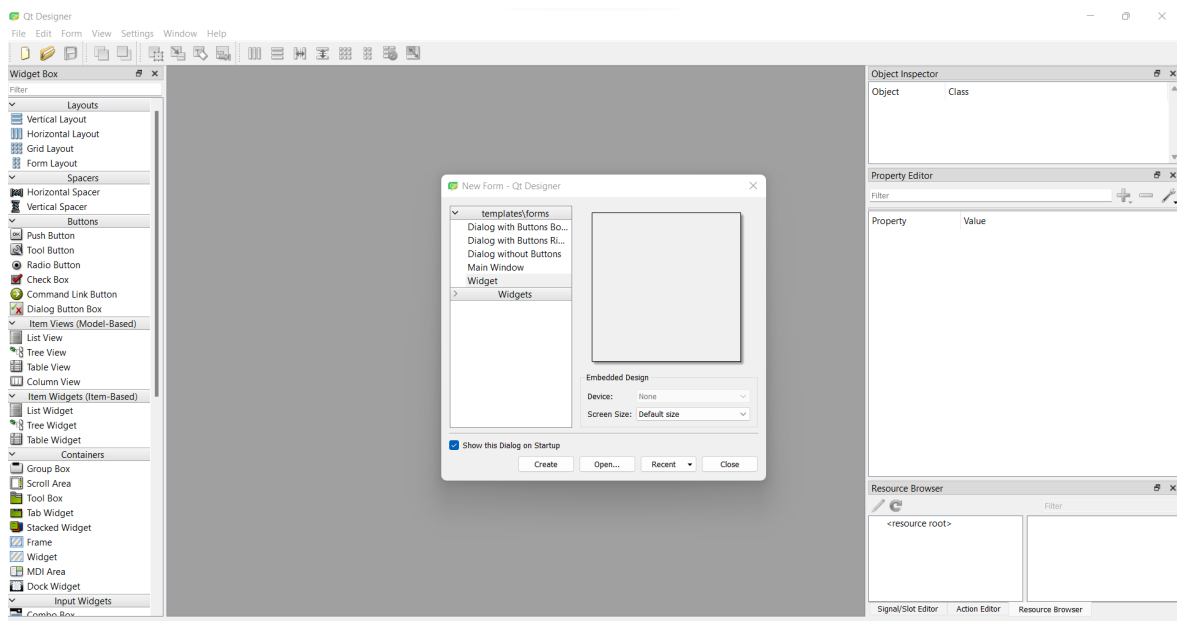 Qt Designer
File Edit Form View Settings Window Help
Widget Box
Filter
Layouts
Vertical Layout
Horizontal Layout
Grid Layout
Form Layout
Spacers
Horizontal Spacer
Vertical Spacer
Buttons
Push Button
Tool Button
Radio Button
Check Box
Command Link Button
Dialog Button Box
Item Views (Model-Based)
List View
Tree View
Table View
Column View
Item Widgets (Item-Based)
List Widget
Tree Widget
Table Widget
Containers
Group Box
Scroll Area
Tool Box
Tab Widget
Stacked Widget
Frame
Widget
MDI Area
Dock Widget
Input Widgets
Combo Box
New Form - Qt Designer
templates\forms
Dialog with Buttons Bo...
Dialog with Buttons Ri...
Dialog without Buttons
Main Window
Widget
Widgets
Embedded Design
Device: None
Screen Size: Default size
Show this Dialog on Startup
Create Open... Recent Close
Object Inspector
Object Class
Property Editor
Filter
Property Value
Resource Browser
Filter
<resource root>
Signal/Slot Editor Action Editor Resource Browser